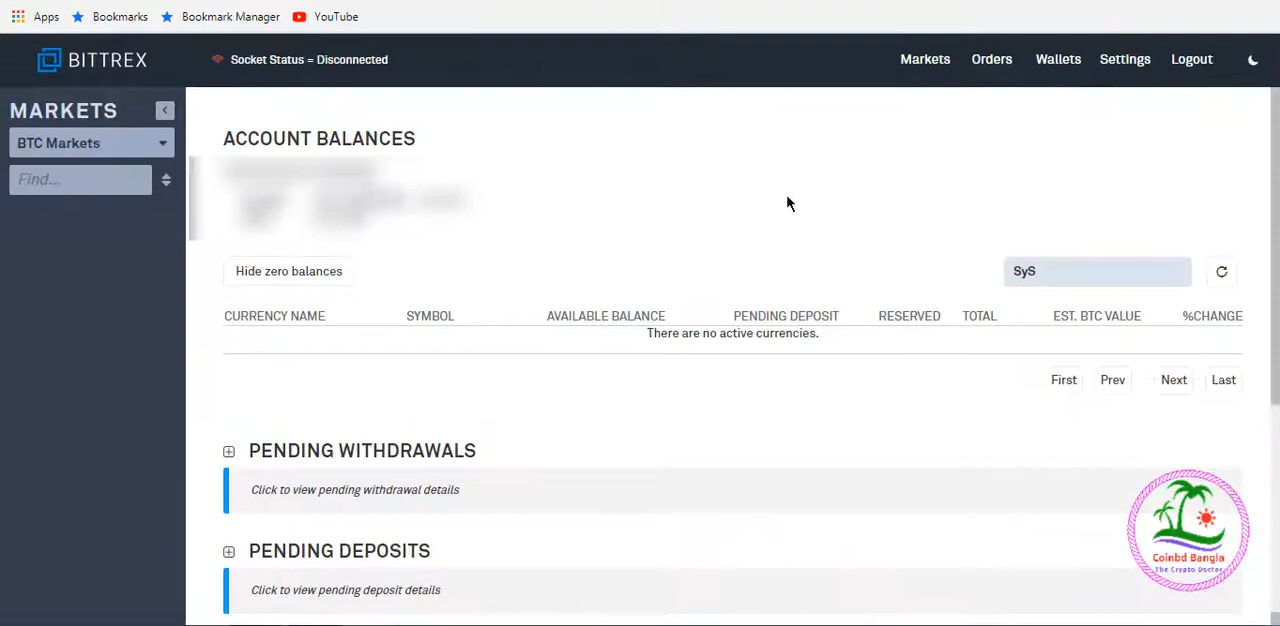 Apps Bookmarks Bookmark Manager YouTube
BITTREX Socket Status = Disconnected Markets Orders Wallets Settings Logout
MARKETS
BTC Markets
Find...
ACCOUNT BALANCES
Hide zero balances SyS
CURRENCY NAME SYMBOL AVAILABLE BALANCE PENDING DEPOSIT RESERVED TOTAL EST. BTC VALUE %CHANGE
There are no active currencies.
First Prev Next Last
PENDING WITHDRAWALS
Click to view pending withdrawal details
PENDING DEPOSITS
Click to view pending deposit details
Coinbd Bangla
The Crypto Doctor